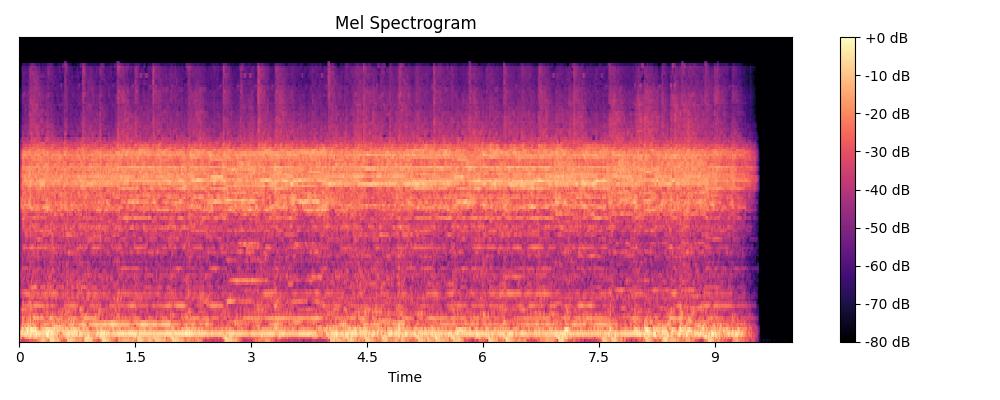 Mel Spectrogram
+0 dB
-10 dB
-20 dB
-30 dB
-40 dB
-50 dB
-60 dB
-70 dB
-80 dB
0 1.5 3 4.5 6 7.5 9
Time